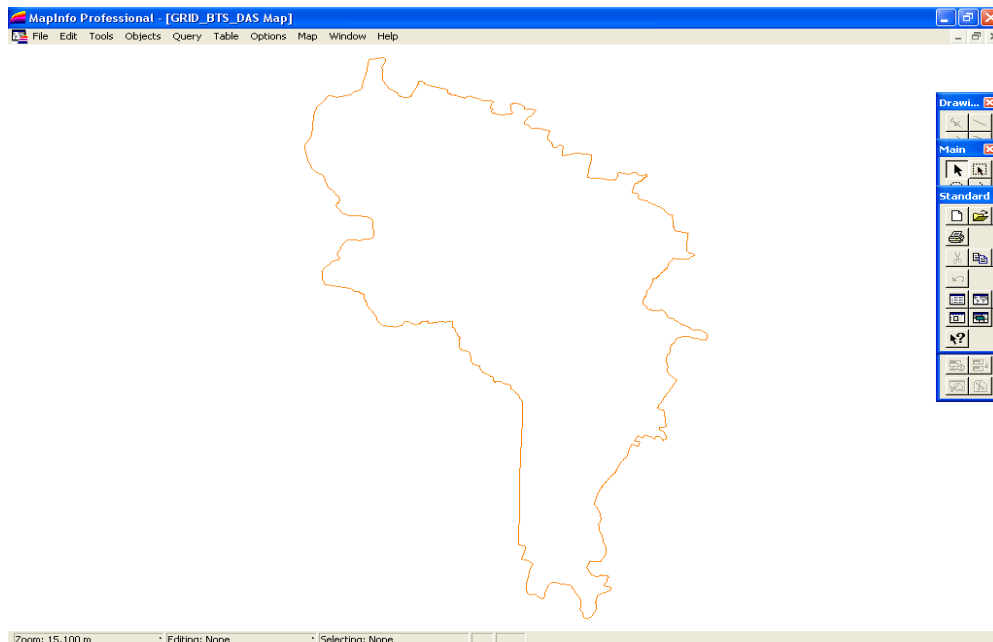 MapInfo Professional - [GRID_BTS_DAS Map]
File Edit Tools Objects Query Table Options Map Window Help
Drawi...
Main
Standard
Zoom: 15,100 m Editing: None Selecting: None